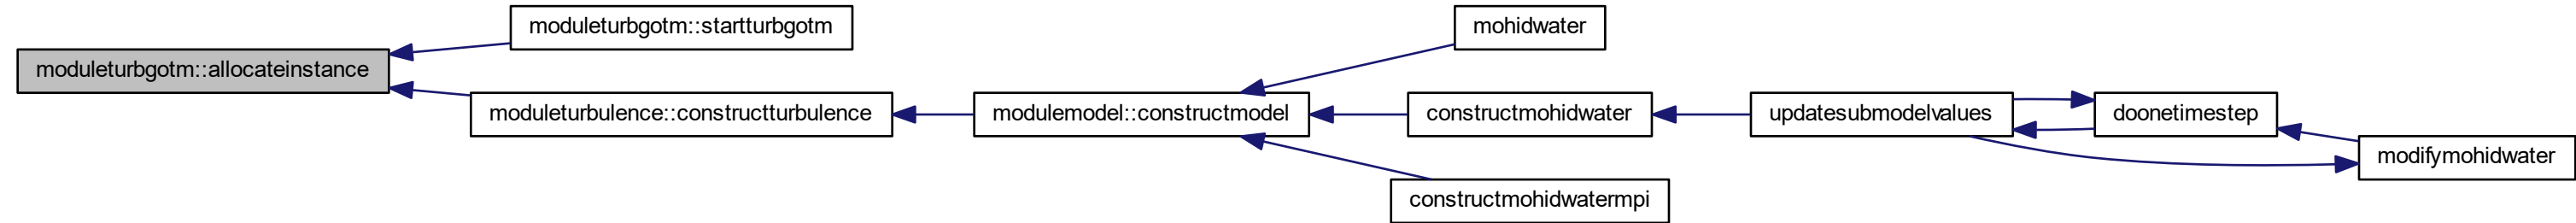 moduleturbgotm::allocateinstance
moduleturbgotm::startturbgotm
moduleturbulence::constructturbulence
modulemodel::constructmodel
mohidwater
constructmohidwater
constructmohidwatermpi
updatesubmodelvalues
doonetimestep
modifymohidwater